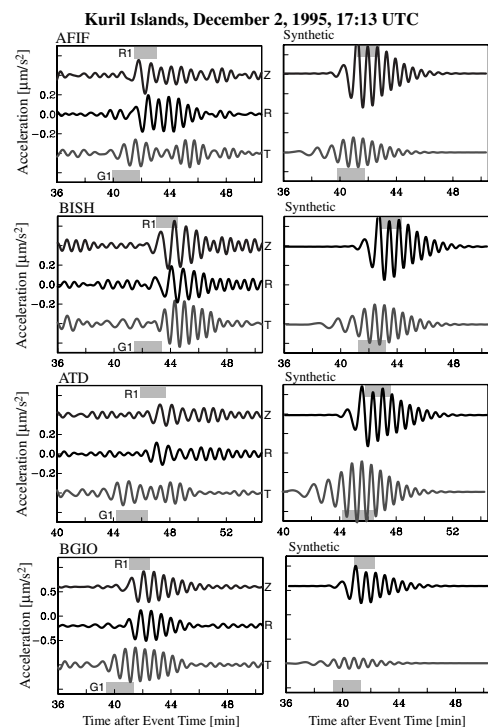 Kuril Islands, December 2, 1995, 17:13 UTC
AFIF
Synthetic
R1
Z
0.2
0.0
R
-0.2
T
G1
Acceleration [μm/s²]
36 40 44 48
36 40 44 48
BISH
Synthetic
R1
Z
0.2
0.0
R
-0.2
T
G1
Acceleration [μm/s²]
36 40 44 48
36 40 44 48
ATD
Synthetic
R1
Z
0.2
0.0
R
-0.2
T
G1
Acceleration [μm/s²]
40 44 48 52
40 44 48 52
BGIO
Synthetic
R1
Z
0.5
R
-0.5
T
G1
Acceleration [μm/s²]
36 40 44 48
36 40 44 48
Time after Event Time [min]
Time after Event Time [min]